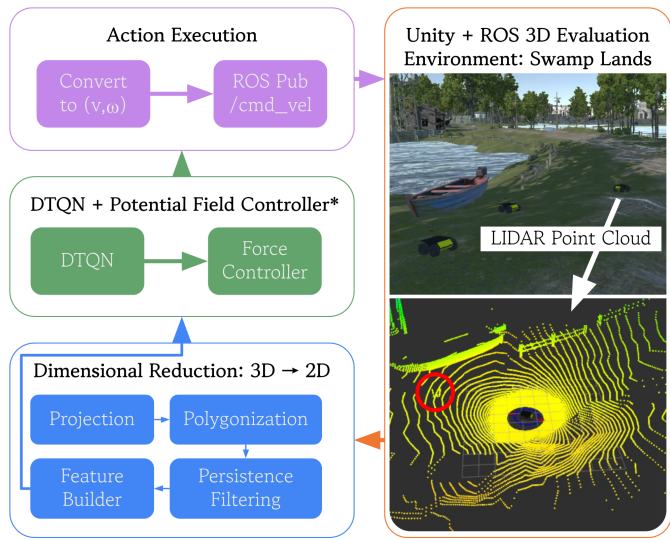 Action Execution
Convert
to (v,ω)
ROS Pub
/cmd_vel
DTQN + Potential Field Controller*
DTQN
Force
Controller
Dimensional Reduction: 3D → 2D
Projection
Polygonization
Feature
Builder
Persistence
Filtering
Unity + ROS 3D Evaluation
Environment: Swamp Lands
LIDAR Point Cloud